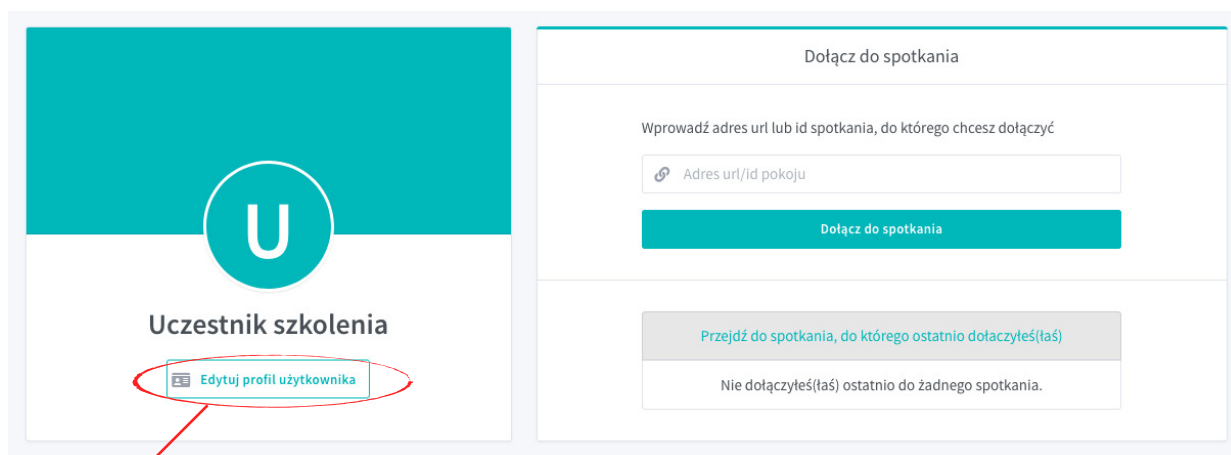 U
Uczestnik szkolenia
Edytuj profil użytkownika
Dołącz do spotkania
Wprowadź adres url lub id spotkania, do którego chcesz dołączyć
Adres url/id pokoju
Dołącz do spotkania
Przejdź do spotkania, do którego ostatnio dołaczyłeś(łaś)
Nie dołączyłeś(łaś) ostatnio do żadnego spotkania.